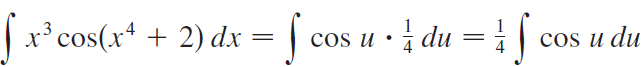 ∫ x³ cos(x⁴ + 2) dx = ∫ cos u · ¼ du = ¼ ∫ cos u du